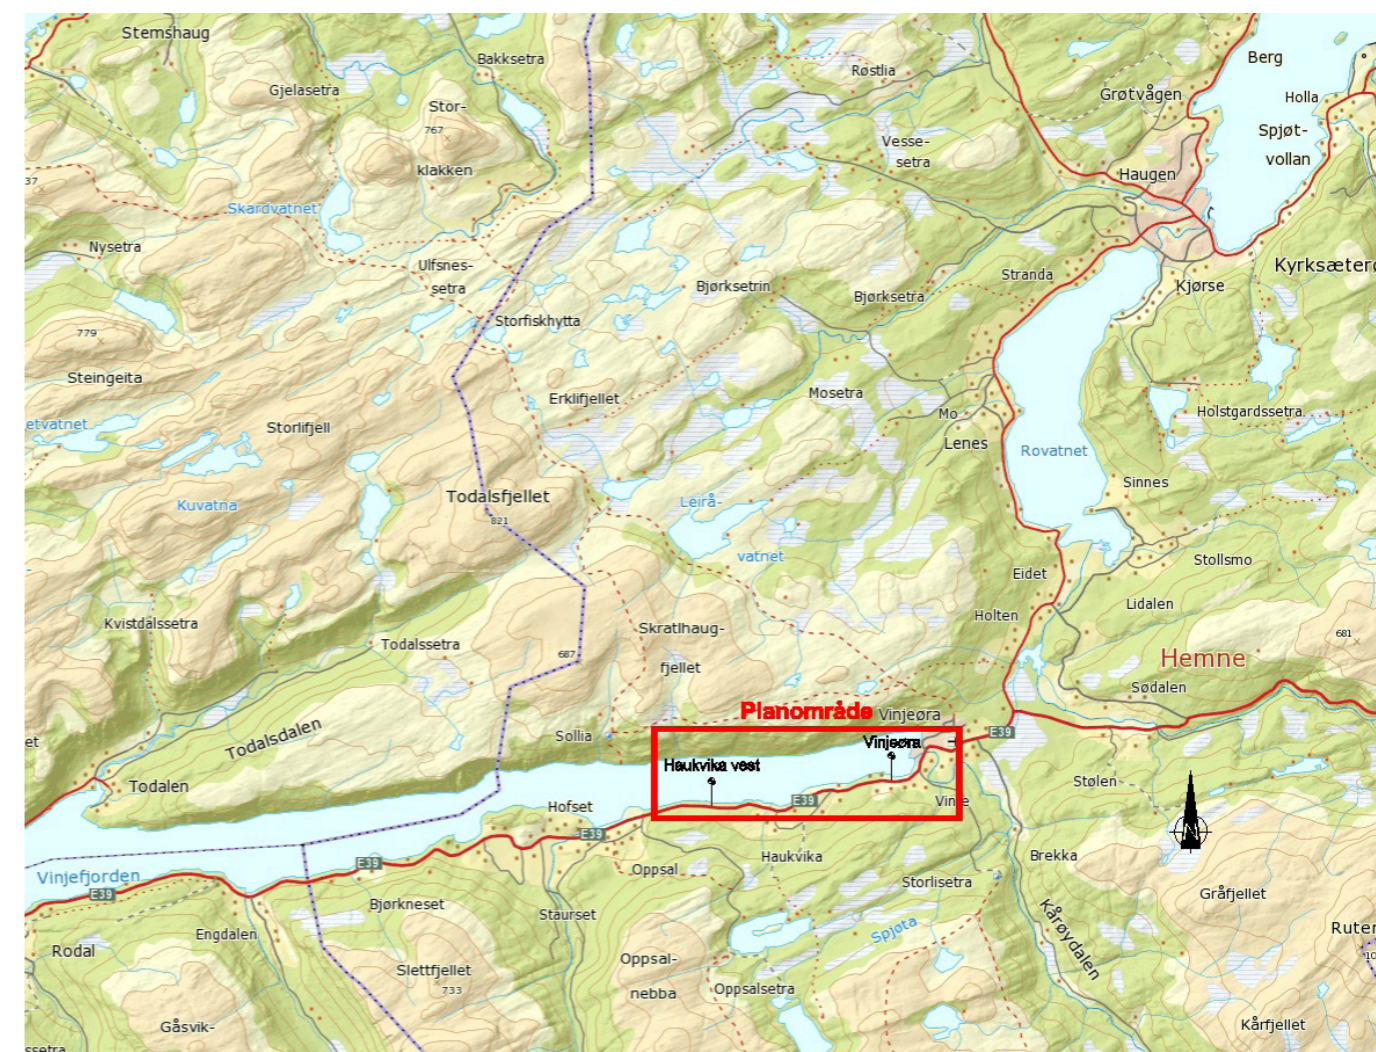 Stemshaug
Bakksetra
Gjelasetra
Stor-
767
klakken
37
Skardvatnet
Nysetra
Ulfsnes-
setra
Storfiskhytta
779
Steingeita
Erklifjellet
Storlifjell
Kuvatna
Todalsfjellet
821
Røstlia
Vesse-
setra
Bjørksetrin
Bjørksetra
Mosetra
Mo
Lenes
Leirå-
vatnet
Berg
Grøtvågen
Holla
Spjøt-
vollan
Haugen
Stranda
Kjørse
Kyrksæterø
Holstgardssetra
Rovatnet
Sinnes
Stollsmo
Eidet
Lidalen
Holten
681
Hemne
Sødalen
Kvistdalssetra
Todalssetra
687
Skratlhaug-
fjellet
Todalsdalen
Sollia
Planområde
Vinjeøra
Vinjeøra
E39
Haukvika vest
E39
Vinje
Stølen
N
Todalen
Hofset
E39
E39
Vinjefjorden
E39
Bjørkneset
Oppsal
Haukvika
Storlisetra
Brekka
Gråfjellet
Engdalen
Staurset
Spjøta
Kårøydalen
Rodal
Slettfjellet
733
Oppsal-
nebba
Oppsalsetra
Gåsvik-
Kårfjellet